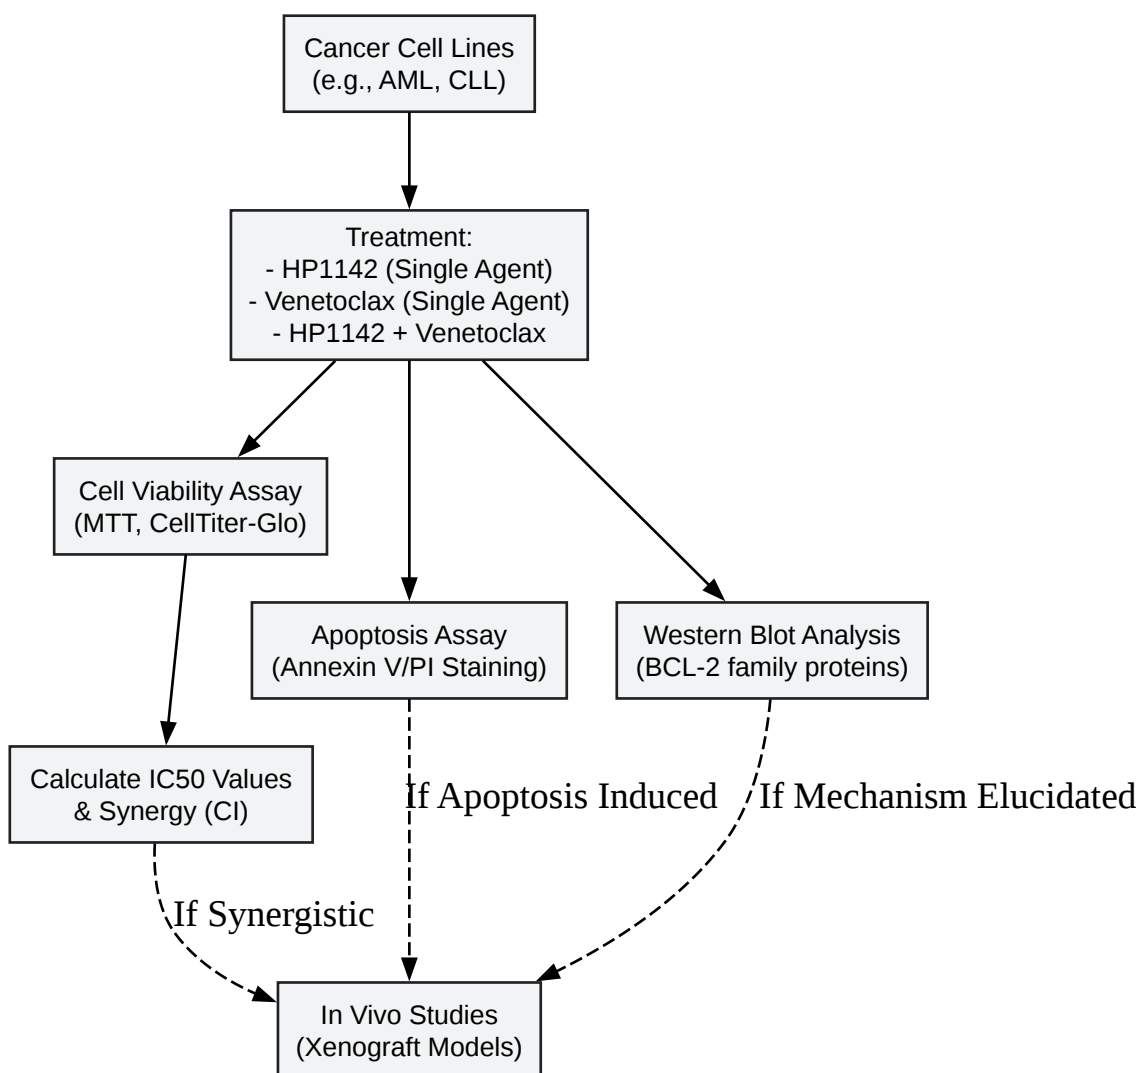 Cancer Cell Lines
(e.g., AML, CLL)
Treatment:
- HP1142 (Single Agent)
- Venetoclax (Single Agent)
- HP1142 + Venetoclax
Cell Viability Assay
(MTT, CellTiter-Glo)
Apoptosis Assay
(Annexin V/PI Staining)
Western Blot Analysis
(BCL-2 family proteins)
Calculate IC50 Values
& Synergy (CI)
If Apoptosis Induced
If Mechanism Elucidated
If Synergistic
In Vivo Studies
(Xenograft Models)